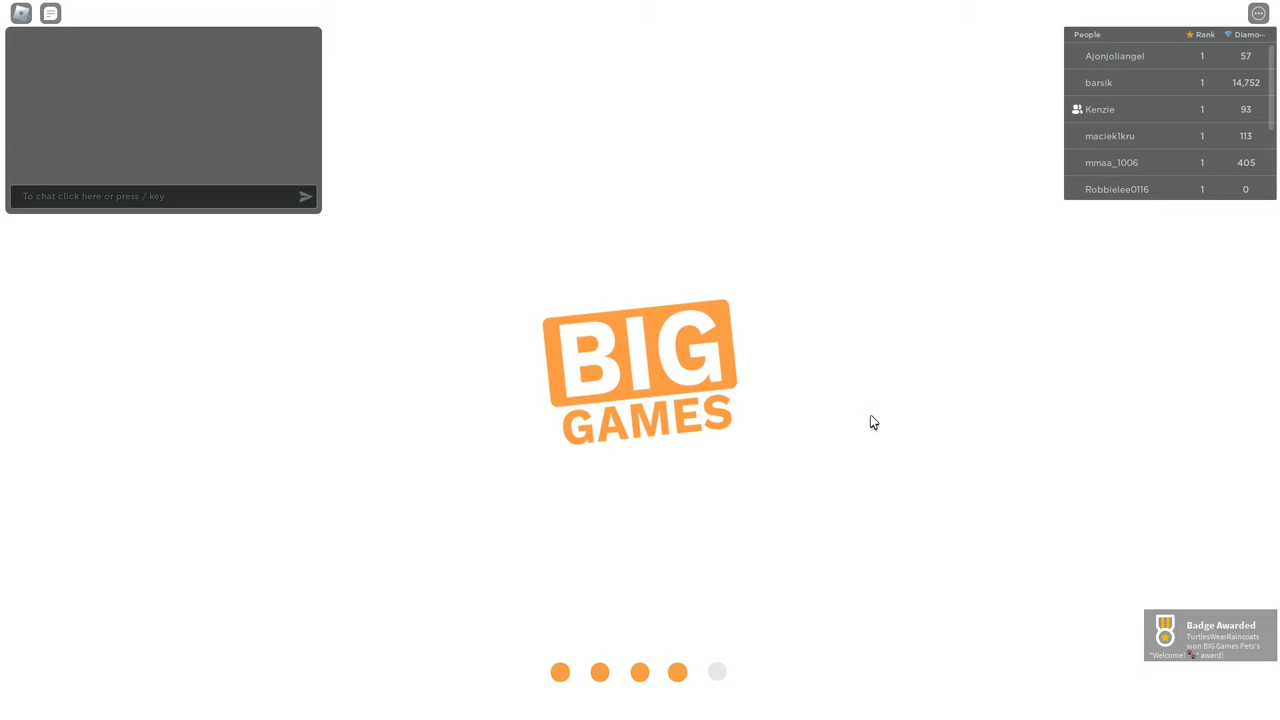 People Rank Diamo···
Ajonjoliangel 1 57
barsik 1 14,752
Kenzie 1 93
maciek1kru 1 113
mmaa_1006 1 405
Robbielee0116 1 0
To chat click here or press / key
BIG
GAMES
Badge Awarded
TurtlesWearRaincoats
won BIG Games Pets's
"Welcome!" award!